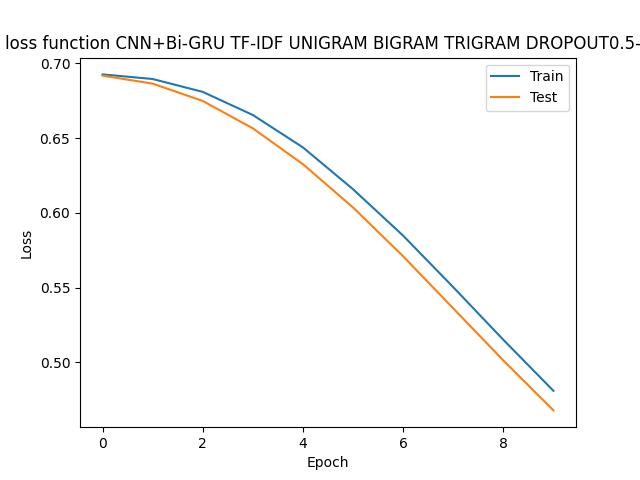 loss function CNN+Bi-GRU TF-IDF UNIGRAM BIGRAM TRIGRAM DROPOUT0.5-
0.70
0.65
0.60
0.55
0.50
Loss
Train
Test
0 2 4 6 8
Epoch